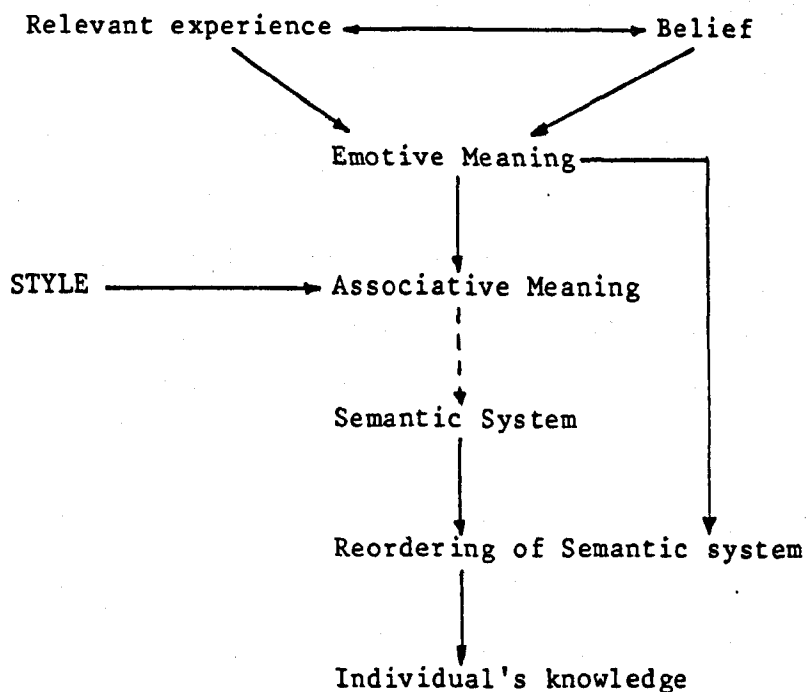 Relevant experience Belief
Emotive Meaning
STYLE Associative Meaning
Semantic System
Reordering of Semantic system
Individual's knowledge